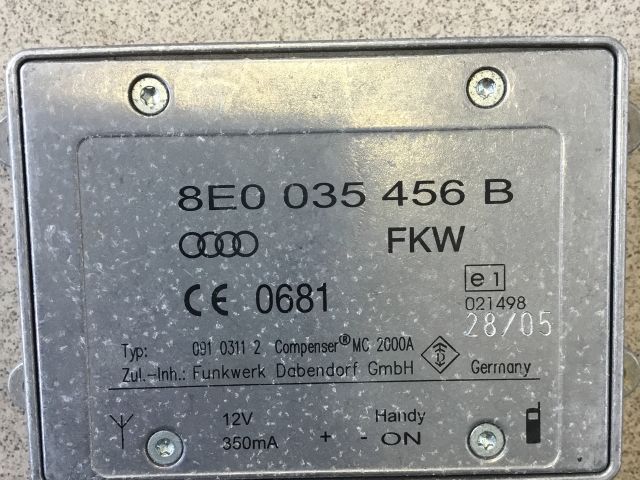 8E0 035 456 B
FKW
CE 0681
e1
021498
28/05
Typ: 091 0311 2 Compenser® MC 2000A
Zul.-Inh.: Funkwerk Dabendorf GmbH Germany
12V Handy
350mA + - ON